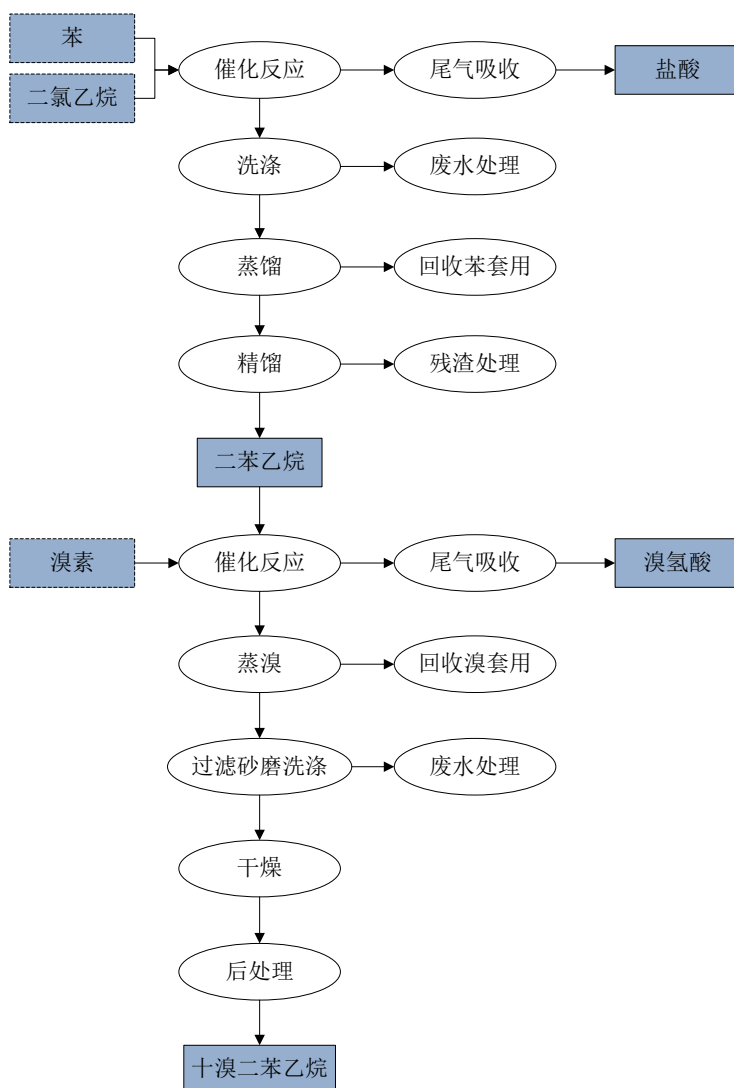 苯
二氯乙烷
催化反应
尾气吸收
盐酸
洗涤
废水处理
蒸馏
回收苯套用
精馏
残渣处理
二苯乙烷
溴素
催化反应
尾气吸收
溴氢酸
蒸溴
回收溴套用
过滤砂磨洗涤
废水处理
干燥
后处理
十溴二苯乙烷